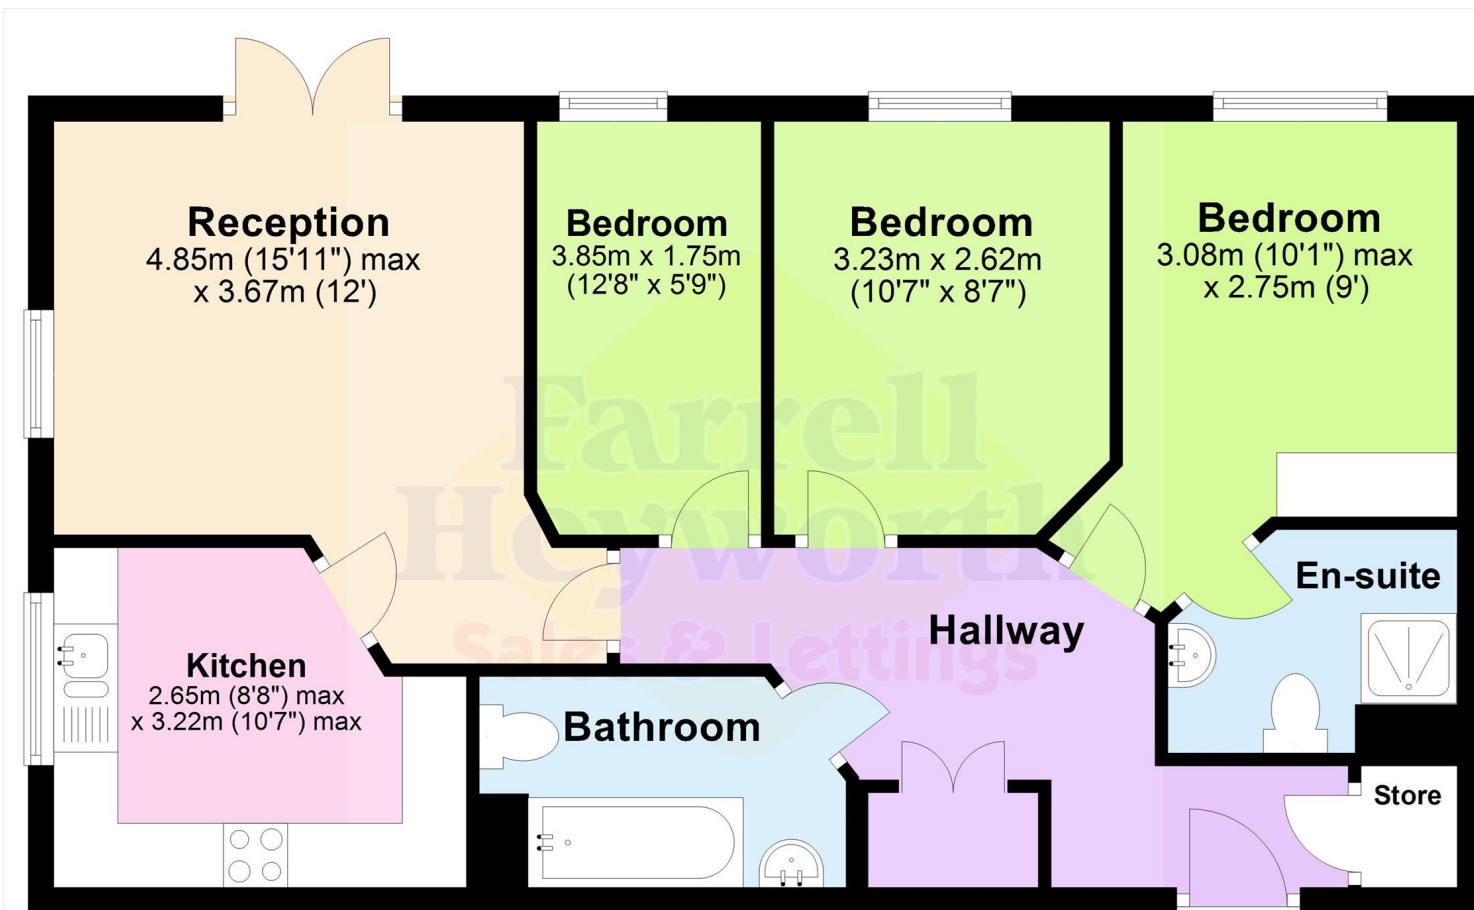 Reception
4.85m (15'11") max
x 3.67m (12')
Bedroom
3.85m x 1.75m
(12'8" x 5'9")
Bedroom
3.23m x 2.62m
(10'7" x 8'7")
Bedroom
3.08m (10'1") max
x 2.75m (9')
Farrell
Heyworth
Sales & Lettings
En-suite
Hallway
Kitchen
2.65m (8'8") max
x 3.22m (10'7") max
Bathroom
Store